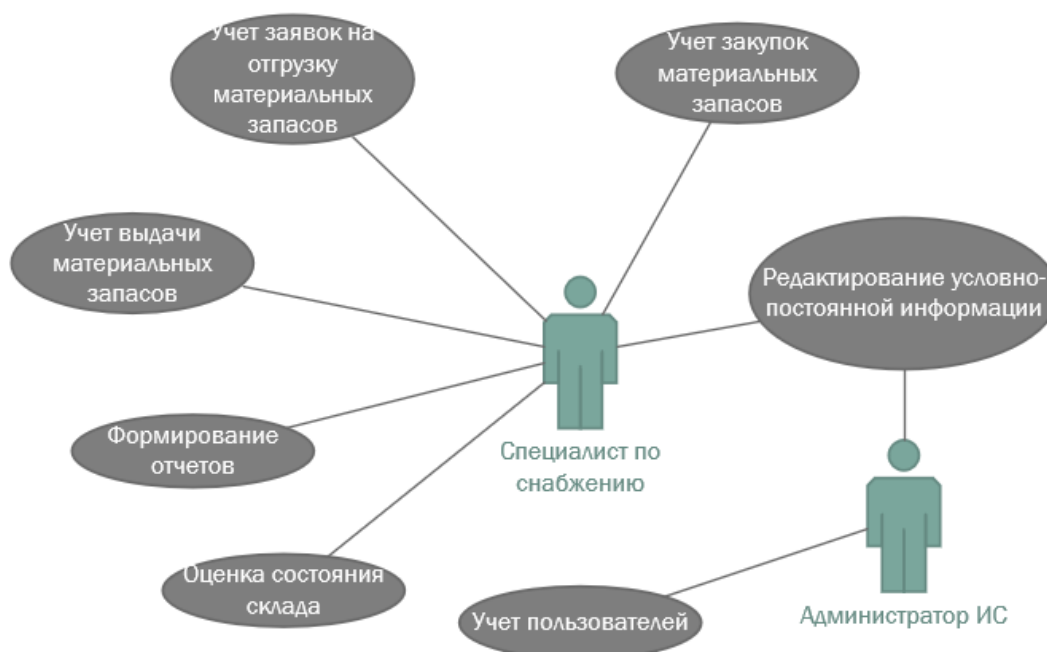 Учет заявок на
отгрузку
материальных
запасов
Учет закупок
материальных
запасов
Учет выдачи
материальных
запасов
Редактирование условно-
постоянной информации
Формирование
отчетов
Специалист по
снабжению
Оценка состояния
склада
Учет пользователей
Администратор ИС